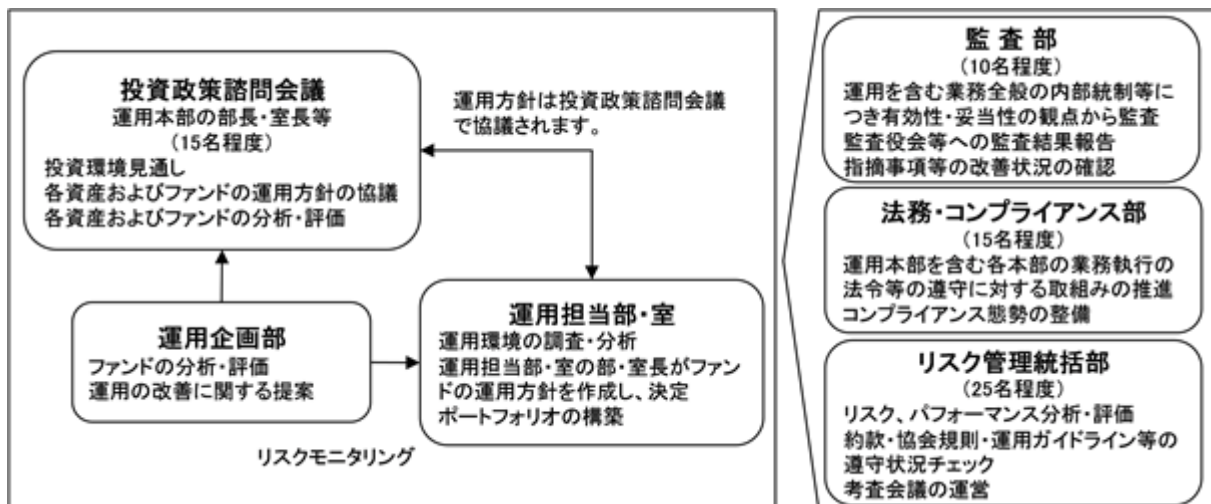 投資政策諮問会議
運用本部の部長・室長等
(15名程度)
投資環境見通し
各資産およびファンドの運用方針の協議
各資産およびファンドの分析・評価
運用方針は投資政策諮問会議
で協議されます。
運用企画部
ファンドの分析・評価
運用の改善に関する提案
運用担当部・室
運用環境の調査・分析
運用担当部・室の部・室長がファン
ドの運用方針を作成し、決定
ポートフォリオの構築
リスクモニタリング
監 査 部
(10名程度)
運用を含む業務全般の内部統制等に
つき有効性・妥当性の観点から監査
監査役会等への監査結果報告
指摘事項等の改善状況の確認
法務・コンプライアンス部
(15名程度)
運用本部を含む各本部の業務執行の
法令等の遵守に対する取組みの推進
コンプライアンス態勢の整備
リスク管理統括部
(25名程度)
リスク、パフォーマンス分析・評価
約款・協会規則・運用ガイドライン等の
遵守状況チェック
考査会議の運営